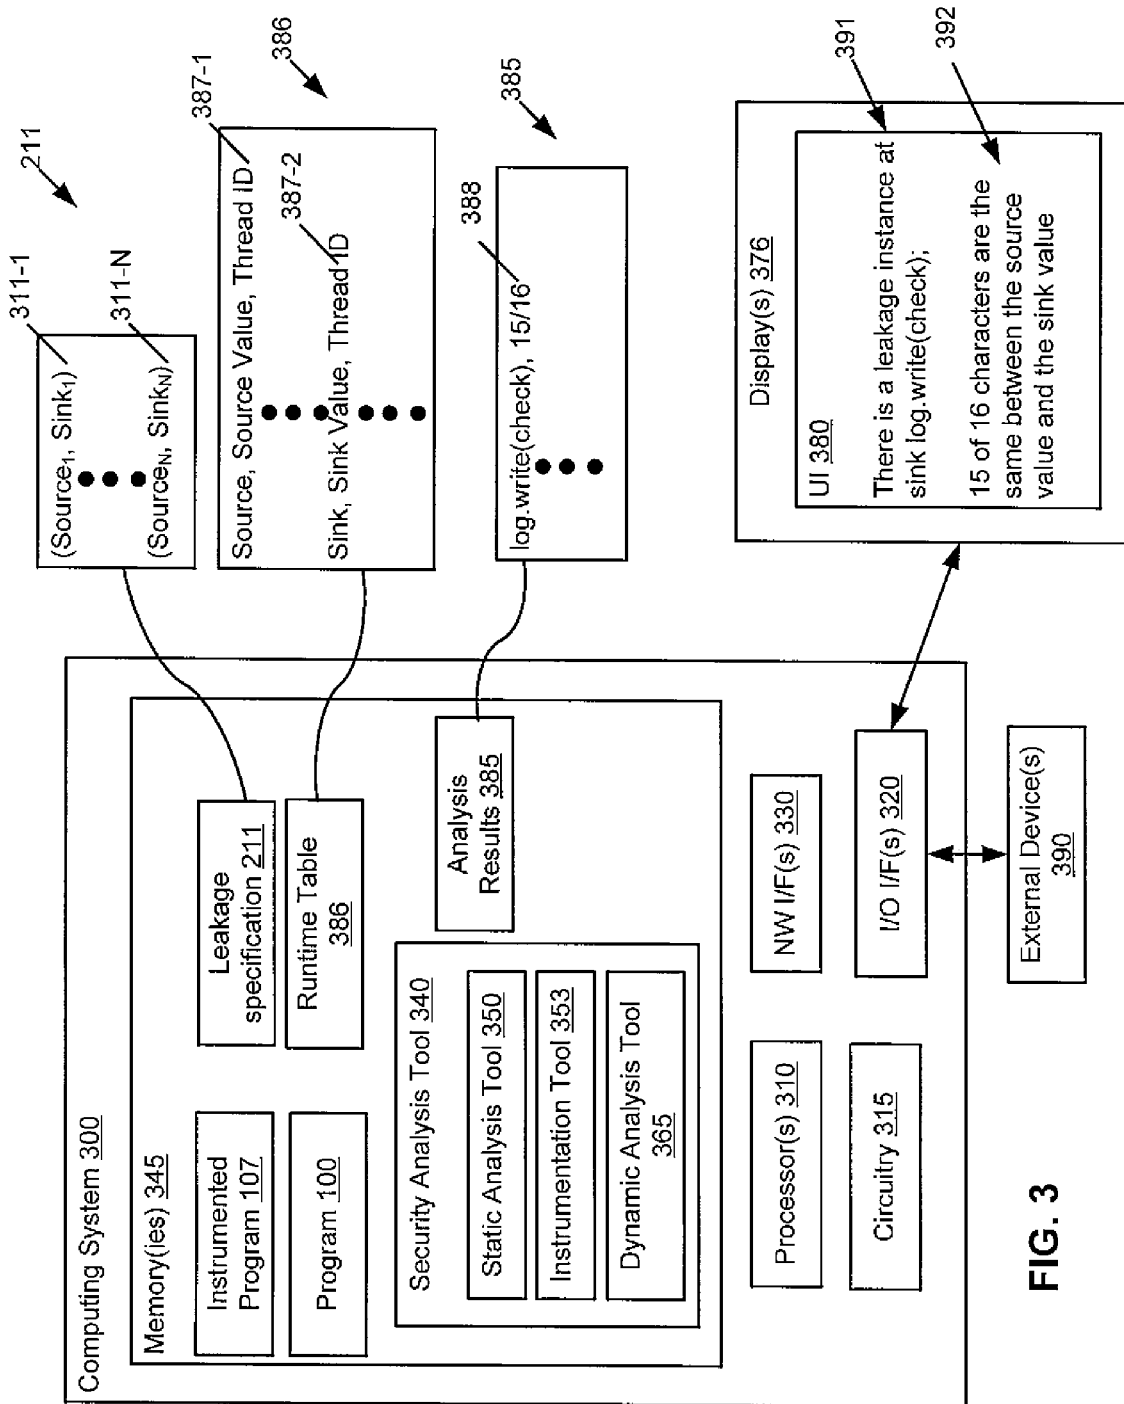 Computing System 300
Memory(ies) 345
Instrumented
Program 107
Program 100
Leakage
specification 211
Runtime Table
386
Security Analysis Tool 340
Static Analysis Tool 350
Instrumentation Tool 353
Dynamic Analysis Tool
365
Analysis
Results 385
Processor(s) 310
Circuitry 315
NW I/F(s) 330
I/O I/F(s) 320
External Device(s)
390
211
311-1
(Source1, Sink1)
311-N
(SourceN, SinkN)
386
387-1
Source, Source Value, Thread ID
387-2
Sink, Sink Value, Thread ID
385
388
log.write(check), 15/16
Display(s) 376
UI 380
391
There is a leakage instance at
sink log.write(check);
392
15 of 16 characters are the
same between the source
value and the sink value
FIG. 3